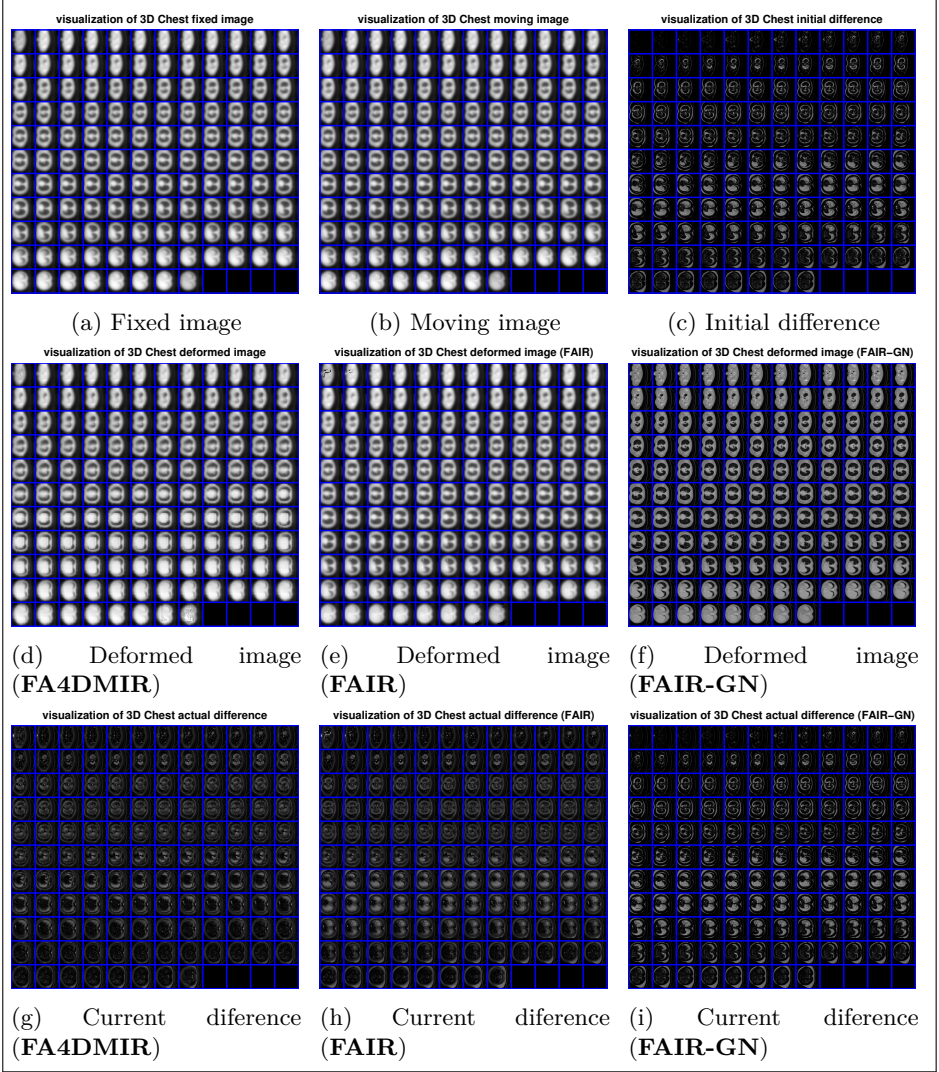 visualization of 3D Chest fixed image
visualization of 3D Chest moving image
visualization of 3D Chest initial difference
(a) Fixed image
(b) Moving image
(c) Initial difference
visualization of 3D Chest deformed image
visualization of 3D Chest deformed image (FAIR)
visualization of 3D Chest deformed image (FAIR−GN)
(d) Deformed image
(FA4DMIR)
(e) Deformed image
(FAIR)
(f) Deformed image
(FAIR-GN)
visualization of 3D Chest actual difference
visualization of 3D Chest actual difference (FAIR)
visualization of 3D Chest actual difference (FAIR−GN)
(g) Current diference
(FA4DMIR)
(h) Current diference
(FAIR)
(i) Current diference
(FAIR-GN)